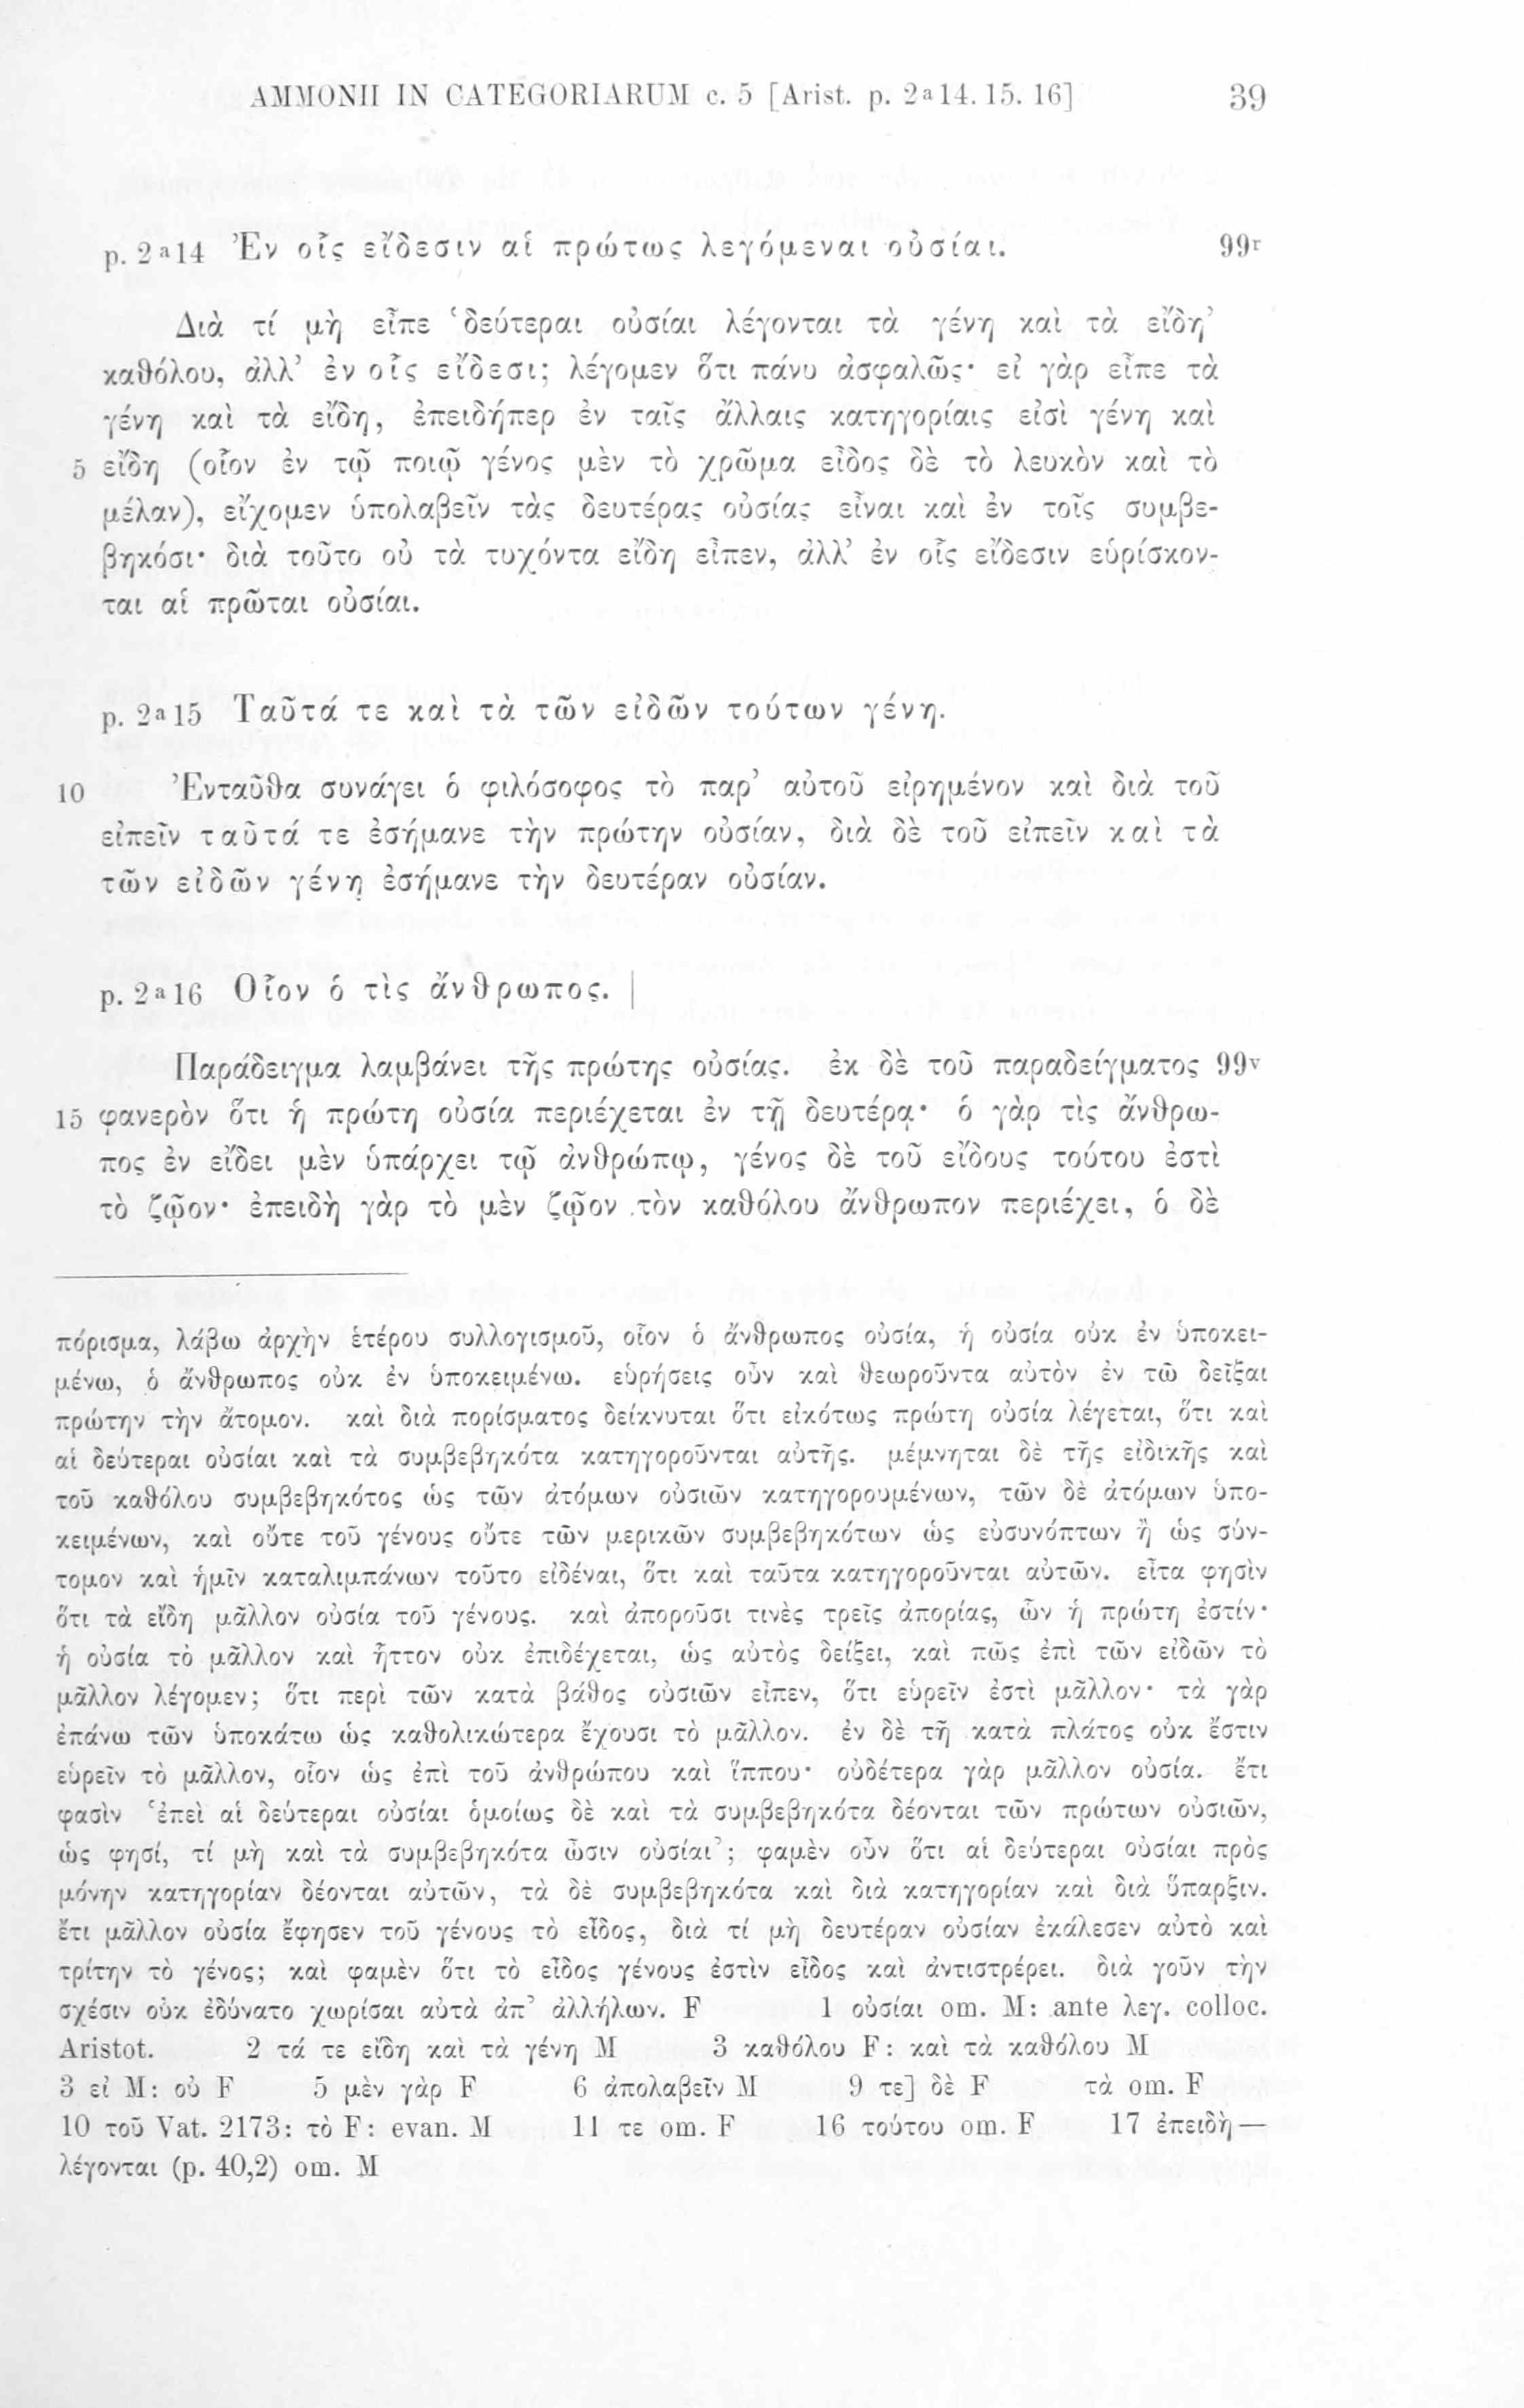 AMMONII IN CATEGORIARUM c. 5 [Arist. p. 2a14. 15. 16] 39
p. 2a14 Ἐν οἷς εἴδεσιν αἱ πρώτως λεγόμεναι οὐσίαι. 99r
Διὰ τί μὴ εἶπε ‘δεύτεραι οὐσίαι λέγονται τὰ γένη καὶ τὰ εἴδη’
καθόλου, ἀλλ’ ἐν οἷς εἴδεσι; λέγομεν ὅτι πάνυ ἀσφαλῶς· εἰ γὰρ εἶπε τὰ
γένη καὶ τὰ εἴδη, ἐπειδήπερ ἐν ταῖς ἄλλαις κατηγορίαις εἰσὶ γένη καὶ
5 εἴδη (οἷον ἐν τῷ ποιῷ γένος μὲν τὸ χρῶμα εἶδος δὲ τὸ λευκὸν καὶ τὸ
μέλαν), εἴχομεν ὑπολαβεῖν τὰς δευτέρας οὐσίας εἶναι καὶ ἐν τοῖς συμβε-
βηκόσι· διὰ τοῦτο οὐ τὰ τυχόντα εἴδη εἶπεν, ἀλλ’ ἐν οἷς εἴδεσιν εὑρίσκον-
ται αἱ πρῶται οὐσίαι.
p. 2a15 Ταῦτά τε καὶ τὰ τῶν εἰδῶν τούτων γένη.
10 Ἐνταῦθα συνάγει ὁ φιλόσοφος τὸ παρ’ αὐτοῦ εἰρημένον καὶ διὰ τοῦ
εἰπεῖν ταῦτά τε ἐσήμανε τὴν πρώτην οὐσίαν, διὰ δὲ τοῦ εἰπεῖν καὶ τὰ
τῶν εἰδῶν γένη ἐσήμανε τὴν δευτέραν οὐσίαν.
p. 2a16 Οἷον ὁ τὶς ἄνθρωπος. |
Παράδειγμα λαμβάνει τῆς πρώτης οὐσίας. ἐκ δὲ τοῦ παραδείγματος 99v
15 φανερὸν ὅτι ἡ πρώτη οὐσία περιέχεται ἐν τῇ δευτέρᾳ· ὁ γὰρ τὶς ἄνθρω-
πος ἐν εἴδει μὲν ὑπάρχει τῷ ἀνθρώπῳ, γένος δὲ τοῦ εἴδους τούτου ἐστὶ
τὸ ζῷον· ἐπειδὴ γὰρ τὸ μὲν ζῷον τὸν καθόλου ἄνθρωπον περιέχει, ὁ δὲ
πόρισμα, λάβω ἀρχὴν ἑτέρου συλλογισμοῦ, οἷον ὁ ἄνθρωπος οὐσία, ἡ οὐσία οὐκ ἐν ὑποκει-
μένω, ὁ ἄνθρωπος οὐκ ἐν ὑποκειμένω. εὑρήσεις οὖν καὶ θεωροῦντα αὐτὸν ἐν τῶ δεῖξαι
πρώτην τὴν ἄτομον. καὶ διὰ πορίσματος δείκνυται ὅτι εἰκότως πρώτη οὐσία λέγεται, ὅτι καὶ
αἱ δεύτεραι οὐσίαι καὶ τὰ συμβεβηκότα κατηγοροῦνται αὐτῆς. μέμνηται δὲ τῆς εἰδικῆς καὶ
τοῦ καθόλου συμβεβηκότος ὡς τῶν ἀτόμων οὐσιῶν κατηγορουμένων, τῶν δὲ ἀτόμων ὑπο-
κειμένων, καὶ οὔτε τοῦ γένους οὔτε τῶν μερικῶν συμβεβηκότων ὡς εὐσυνόπτων ἢ ὡς σύν-
τομον καὶ ἡμῖν καταλιμπάνων τοῦτο εἰδέναι, ὅτι καὶ ταῦτα κατηγοροῦνται αὐτῶν. εἶτα φησὶν
ὅτι τὰ εἴδη μᾶλλον οὐσία τοῦ γένους. καὶ ἀποροῦσι τινὲς τρεῖς ἀπορίας, ὧν ἡ πρώτη ἐστίν·
ἡ οὐσία τὸ μᾶλλον καὶ ἧττον οὐκ ἐπιδέχεται, ὡς αὐτὸς δείξει, καὶ πῶς ἐπὶ τῶν εἰδῶν τὸ
μᾶλλον λέγομεν; ὅτι περὶ τῶν κατὰ βάθος οὐσιῶν εἶπεν, ὅτι εὑρεῖν ἐστὶ μᾶλλον· τὰ γὰρ
ἐπάνω τῶν ὑποκάτω ὡς καθολικώτερα ἔχουσι τὸ μᾶλλον. ἐν δὲ τῆ κατὰ πλάτος οὐκ ἔστιν
εὑρεῖν τὸ μᾶλλον, οἷον ὡς ἐπὶ τοῦ ἀνθρώπου καὶ ἵππου· οὐδέτερα γὰρ μᾶλλον οὐσία. ἔτι
φασὶν ‘ἐπεὶ αἱ δεύτεραι οὐσίαι ὁμοίως δὲ καὶ τὰ συμβεβηκότα δέονται τῶν πρώτων οὐσιῶν,
ὡς φησί, τί μὴ καὶ τὰ συμβεβηκότα ὦσιν οὐσίαι’; φαμὲν οὖν ὅτι αἱ δεύτεραι οὐσίαι πρὸς
μόνην κατηγορίαν δέονται αὐτῶν, τὰ δὲ συμβεβηκότα καὶ διὰ κατηγορίαν καὶ διὰ ὕπαρξιν.
ἔτι μᾶλλον οὐσία ἔφησεν τοῦ γένους τὸ εἶδος, διὰ τί μὴ δευτέραν οὐσίαν ἐκάλεσεν αὐτὸ καὶ
τρίτην τὸ γένος; καὶ φαμὲν ὅτι τὸ εἶδος γένους ἐστὶν εἶδος καὶ ἀντιστρέφει. διὰ γοῦν τὴν
σχέσιν οὐκ ἐδύνατο χωρίσαι αὐτὰ ἀπ’ ἀλλήλων. F 1 οὐσίαι om. M: ante λεγ. colloc.
Aristot. 2 τά τε εἴδη καὶ τὰ γένη M 3 καθόλου F: καὶ τὰ καθόλου M
3 εἰ M: οὐ F 5 μὲν γὰρ F 6 ἀπολαβεῖν M 9 τε] δὲ F τὰ om. F
10 τοῦ Vat. 2173: τὸ F: evan. M 11 τε om. F 16 τούτου om. F 17 ἐπειδὴ—
λέγονται (p. 40,2) om. M